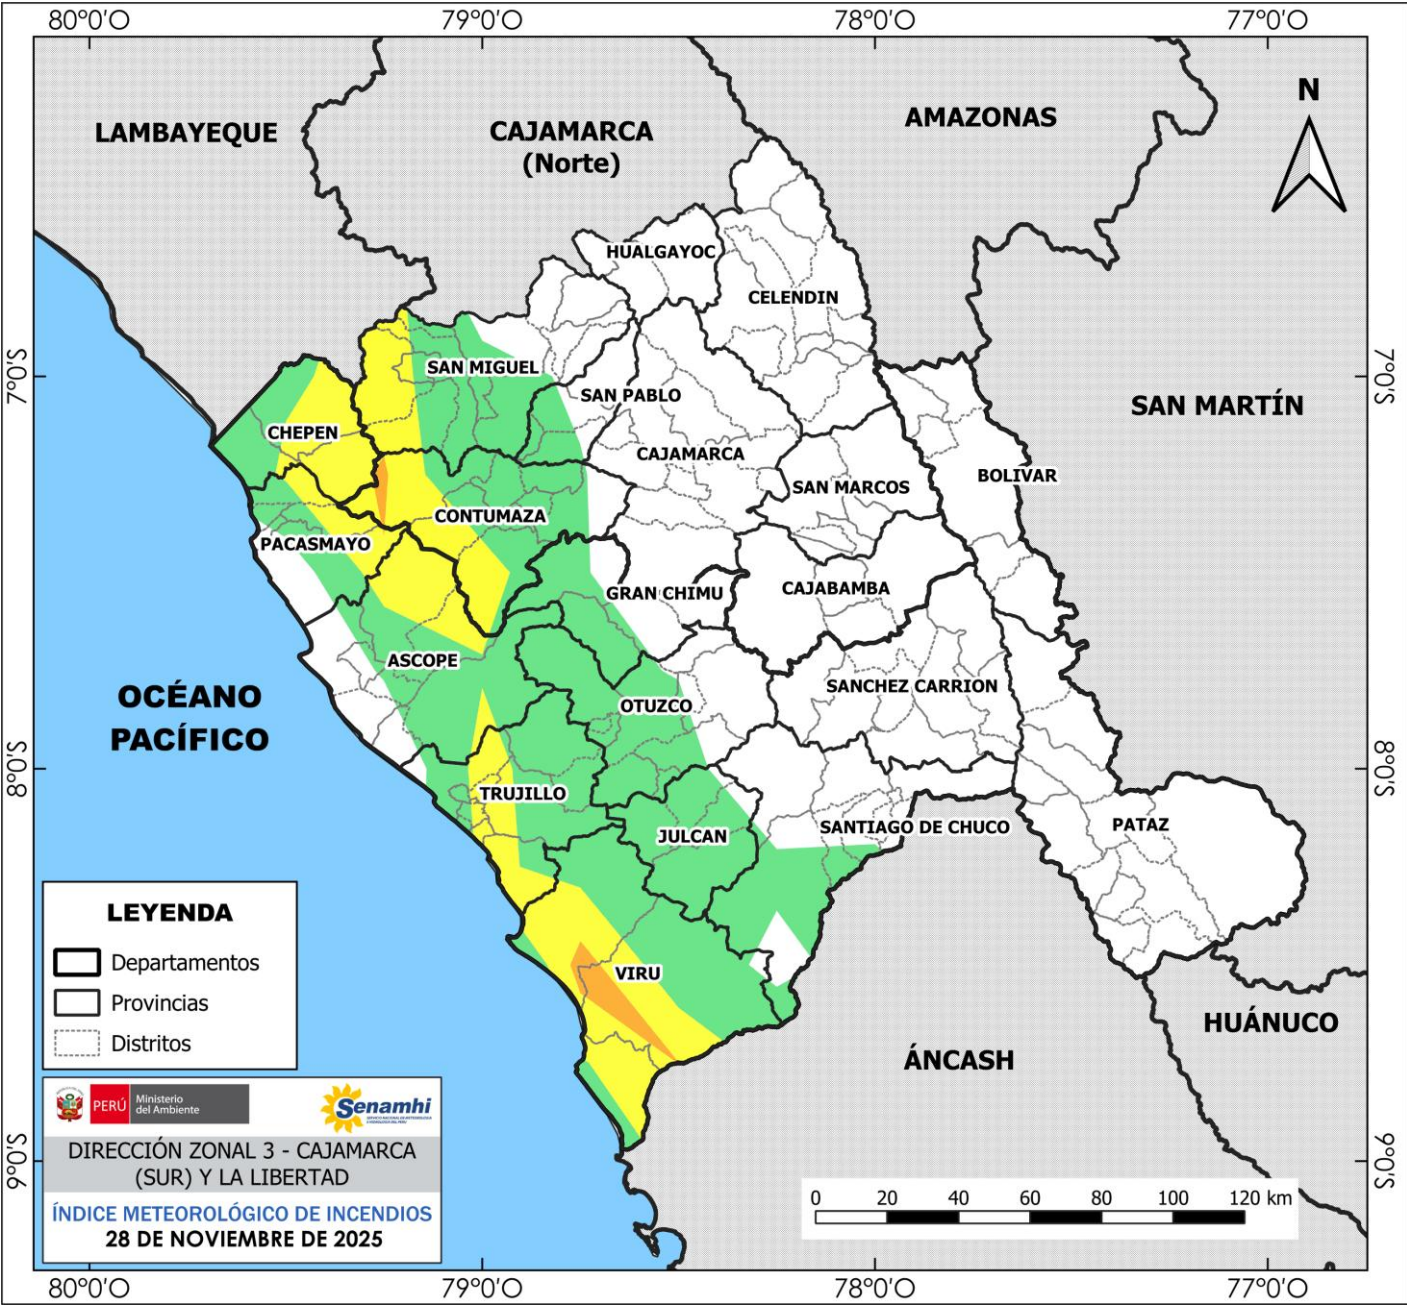 80°0'O 79°0'O 78°0'O 77°0'O
N
LAMBAYEQUE
CAJAMARCA
(Norte)
AMAZONAS
HUALGAYOC
CELENDIN
7°0'S
7°0'S
SAN MIGUEL
SAN PABLO
SAN MARTÍN
CHEPEN
CAJAMARCA
SAN MARCOS
BOLIVAR
CONTUMAZA
PACASMAYO
GRAN CHIMU
CAJABAMBA
ASCOPE
SANCHEZ CARRION
OCÉANO
PACÍFICO
OTUZCO
8°0'S
8°0'S
TRUJILLO
JULCAN
SANTIAGO DE CHUCO
PATAZ
VIRU
HUÁNUCO
ÁNCASH
LEYENDA
Departamentos
Provincias
Distritos
PERÚ
Ministerio
del Ambiente
Senamhi
DIRECCIÓN ZONAL 3 - CAJAMARCA
(SUR) Y LA LIBERTAD
ÍNDICE METEOROLÓGICO DE INCENDIOS
28 DE NOVIEMBRE DE 2025
9°0'S
9°0'S
0 20 40 60 80 100 120 km
80°0'O 79°0'O 78°0'O 77°0'O